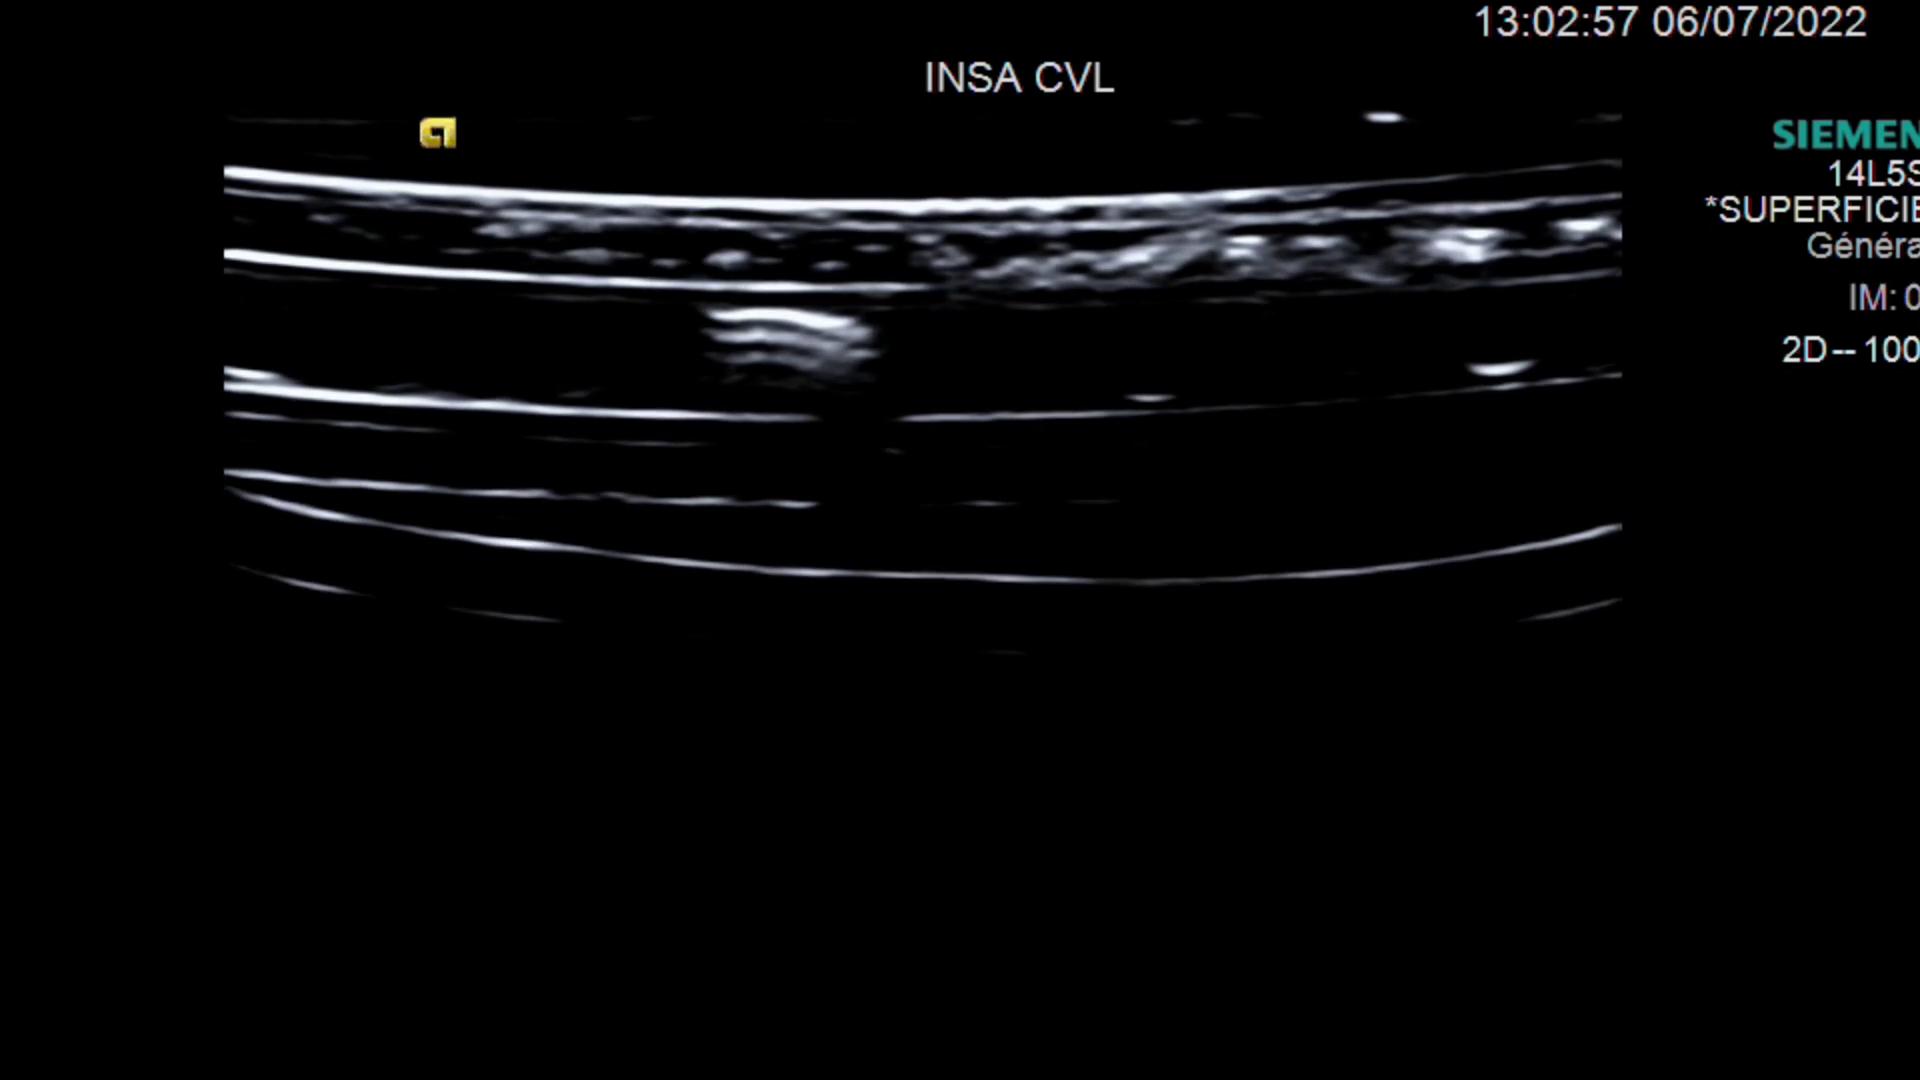 13:02:57 06/07/2022
INSA CVL
SIEMEN
14L5S
*SUPERFICIE
Généra
IM: 0
2D-- 100